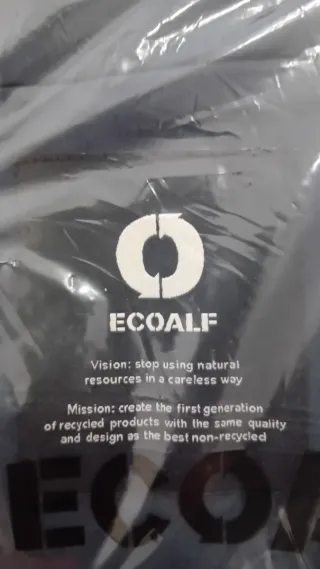 ECOALF
Vision: stop using natural
resources in a careless way
Mission: create the first generation
of recycled products with the same quality
and design as the best non-recycled
ECOA